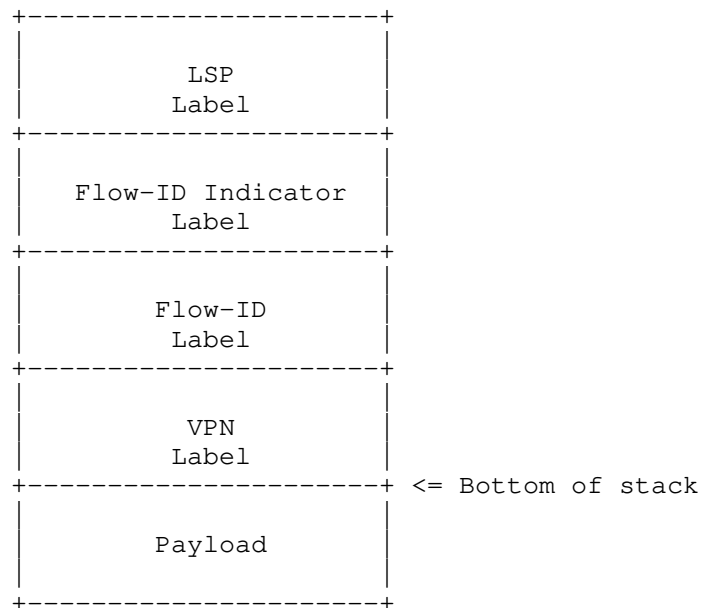 LSP
Label
Flow-ID Indicator
Label
Flow-ID
Label
VPN
Label
<= Bottom of stack
Payload